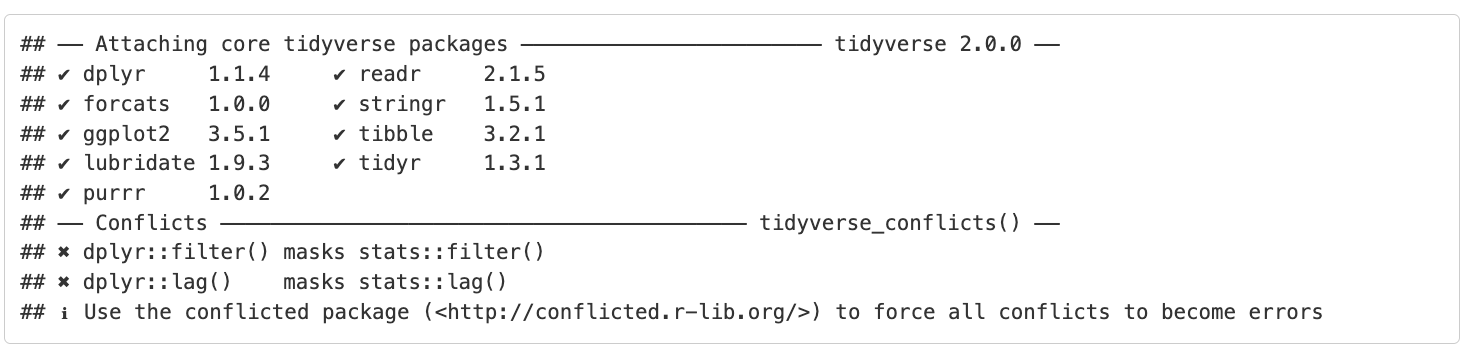 ## ── Attaching core tidyverse packages ──────────────────────── tidyverse 2.0.0 ──
## ✔ dplyr     1.1.4     ✔ readr     2.1.5
## ✔ forcats   1.0.0     ✔ stringr   1.5.1
## ✔ ggplot2   3.5.1     ✔ tibble    3.2.1
## ✔ lubridate 1.9.3     ✔ tidyr     1.3.1
## ✔ purrr     1.0.2
## ── Conflicts ────────────────────────────────────────── tidyverse_conflicts() ──
## ✖ dplyr::filter() masks stats::filter()
## ✖ dplyr::lag()    masks stats::lag()
## ℹ Use the conflicted package (<http://conflicted.r-lib.org/>) to force all conflicts to become errors